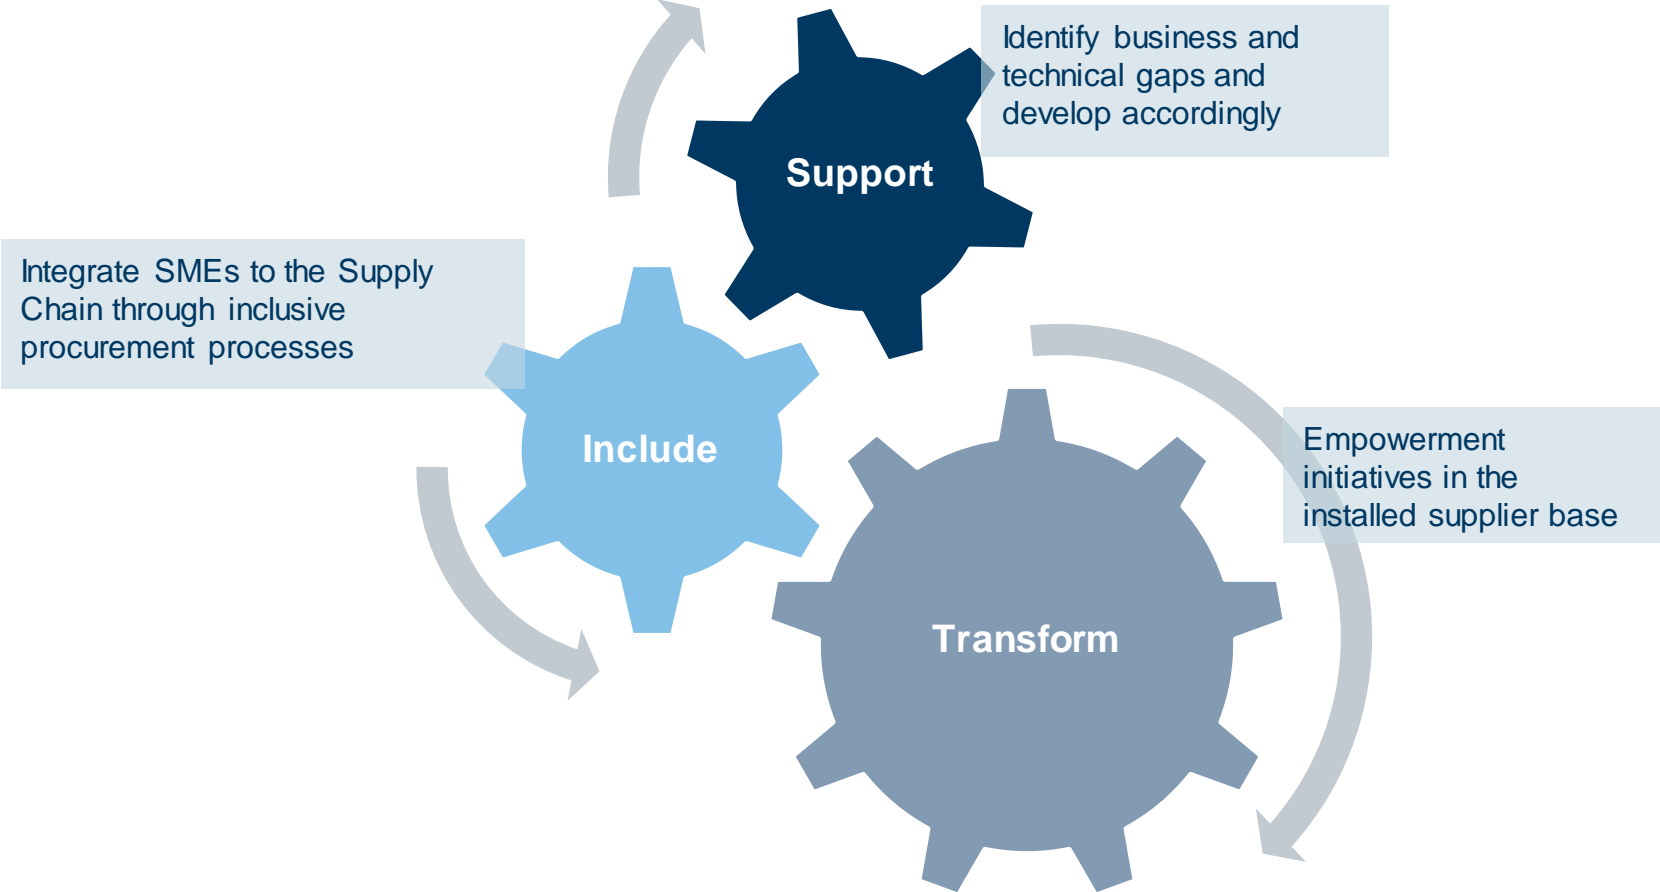 Identify business and
technical gaps and
develop accordingly
Support
Integrate SMEs to the Supply
Chain through inclusive
procurement processes
Include
Empowerment
initiatives in the
installed supplier base
Transform